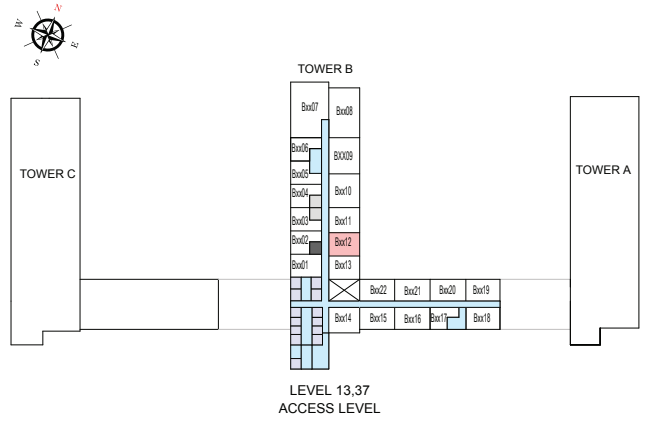 N
W
E
S
TOWER B
Bxx07
Bxx08
Bxx06
BXX09
TOWER C
TOWER A
Bxx05
Bxx04
Bxx10
Bxx03
Bxx11
Bxx02
Bxx12
Bxx01
Bxx13
Bxx22
Bxx21
Bxx20
Bxx19
Bxx14
Bxx15
Bxx16
Bxx17
Bxx18
LEVEL 13,37
ACCESS LEVEL